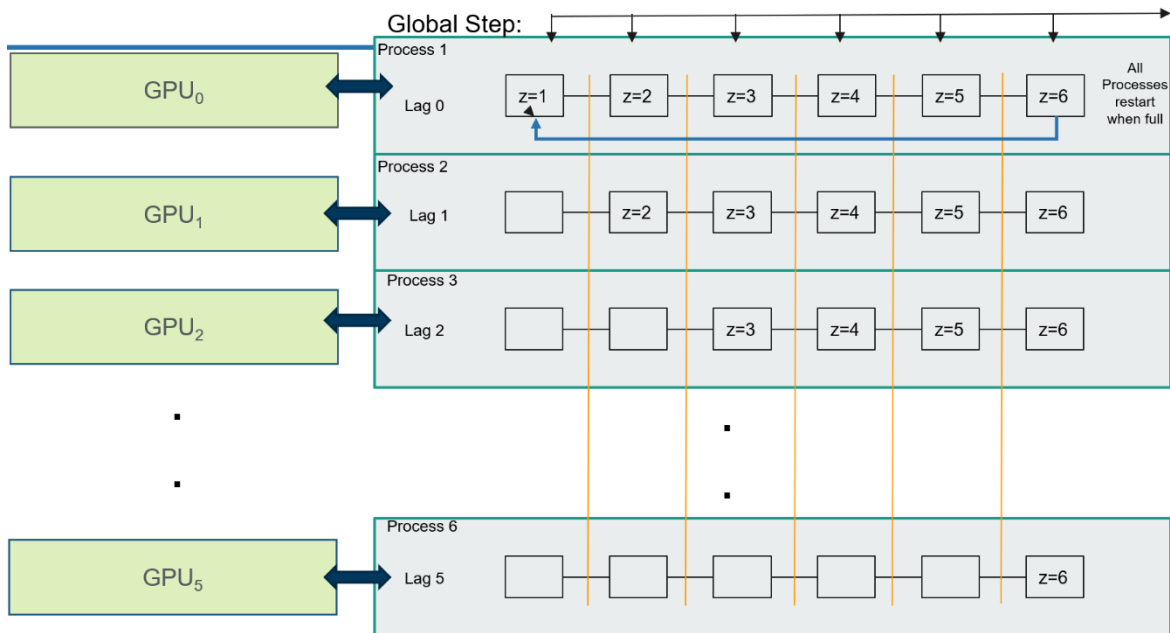 Global Step:
Process 1
GPU0
Lag 0
z=1
z=2
z=3
z=4
z=5
z=6
All
Processes
restart
when full
Process 2
GPU1
Lag 1
z=2
z=3
z=4
z=5
z=6
Process 3
GPU2
Lag 2
z=3
z=4
z=5
z=6
Process 6
GPU5
Lag 5
z=6